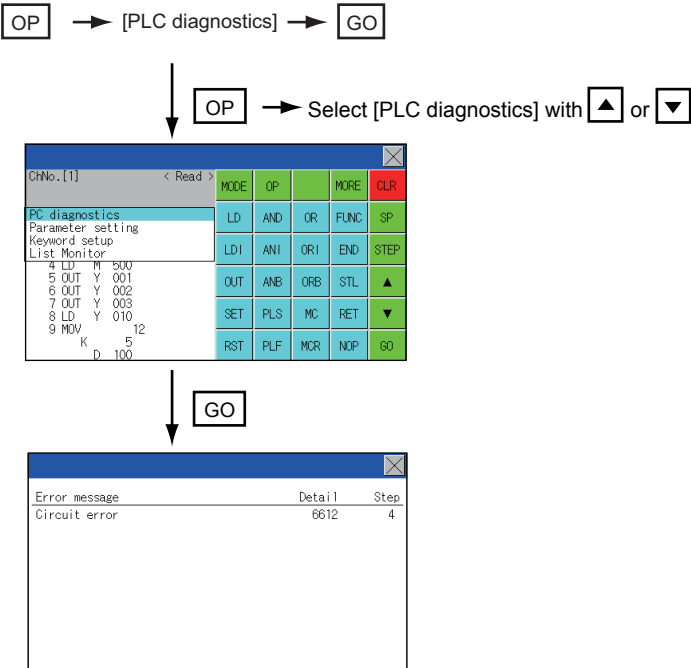 OP [PLC diagnostics] GO
OP Select [PLC diagnostics] with ▲ or ▼
ChNo.[1] < Read >
MODE OP MORE CLR
PC diagnostics
Parameter setting
Keyword setup
List Monitor
LD AND OR FUNC SP
LDI ANI ORI END STEP
4 LD M 500
5 OUT Y 001
6 OUT Y 002
7 OUT Y 003
8 LD Y 010
9 MOV 12
K 5
D 100
OUT ANB ORB STL ▲
SET PLS MC RET ▼
RST PLF MCR NOP GO
GO
Error message Detail Step
Circuit error 6612 4